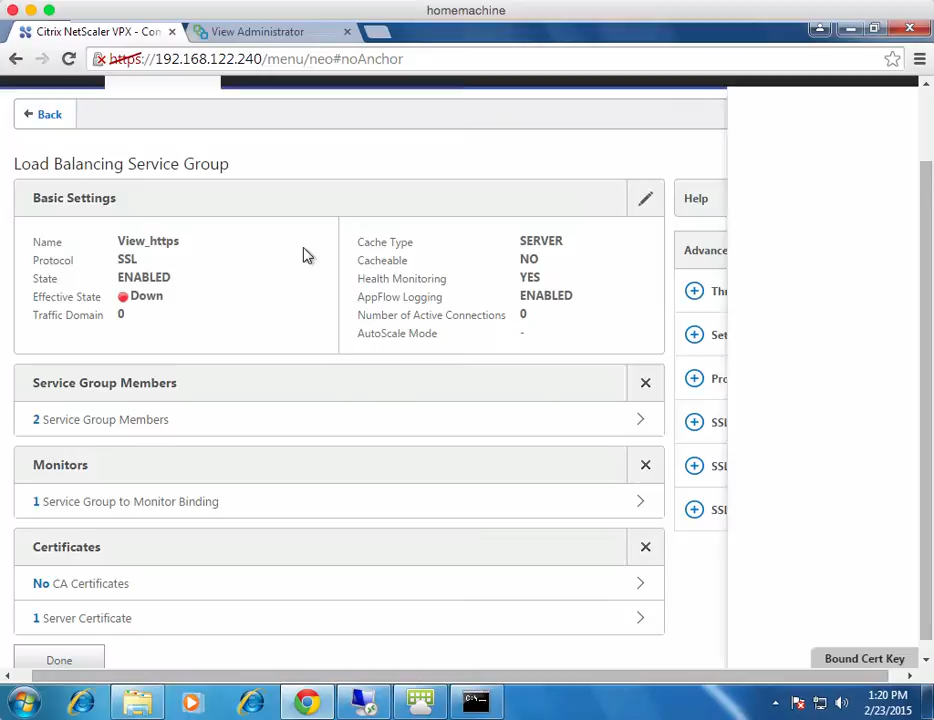 homemachine
Citrix NetScaler VPX - Con
View Administrator
https://192.168.122.240/menu/neo#noAnchor
Back
Load Balancing Service Group
Basic Settings
Help
Name View_https
Protocol SSL
State ENABLED
Effective State Down
Traffic Domain 0
Cache Type SERVER
Cacheable NO
Health Monitoring YES
AppFlow Logging ENABLED
Number of Active Connections 0
AutoScale Mode -
Advance
Thr
Set
Pro
SSL
SSL
SSL
Service Group Members
2 Service Group Members
Monitors
1 Service Group to Monitor Binding
Certificates
No CA Certificates
1 Server Certificate
Done
Bound Cert Key
C:\.
1:20 PM
2/23/2015